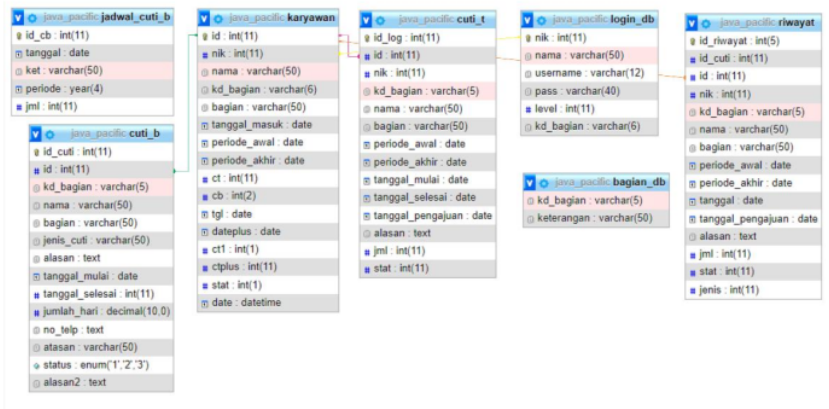 java_pacific jadwal_cuti_b
id_cb : int(11)
tanggal : date
ket : varchar(50)
periode : year(4)
jml : int(11)
java_pacific cuti_b
id_cuti : int(11)
id : int(11)
kd_bagian : varchar(5)
nama : varchar(50)
bagian : varchar(50)
jenis_cuti : varchar(50)
alasan : text
tanggal_mulai : date
tanggal_selesai : int(11)
jumlah_hari : decimal(10,0)
no_telp : text
atasan : varchar(50)
status : enum('1','2','3')
alasan2 : text
java_pacific karyawan
id : int(11)
nik : int(11)
nama : varchar(50)
kd_bagian : varchar(6)
bagian : varchar(50)
tanggal_masuk : date
periode_awal : date
periode_akhir : date
ct : int(11)
cb : int(2)
tgl : date
dateplus : date
ct1 : int(1)
ctplus : int(11)
stat : int(1)
date : datetime
java_pacific cuti_t
id_log : int(11)
id : int(11)
nik : int(11)
kd_bagian : varchar(5)
nama : varchar(50)
bagian : varchar(50)
periode_awal : date
periode_akhir : date
tanggal_mulai : date
tanggal_selesai : date
tanggal_pengajuan : date
alasan : text
jml : int(11)
stat : int(11)
java_pacific login_db
nik : int(11)
nama : varchar(50)
username : varchar(12)
pass : varchar(40)
level : int(11)
kd_bagian : varchar(6)
java_pacific bagian_db
kd_bagian : varchar(5)
keterangan : varchar(50)
java_pacific riwayat
id_riwayat : int(5)
id_cuti : int(11)
id : int(11)
nik : int(11)
kd_bagian : varchar(5)
nama : varchar(50)
bagian : varchar(50)
periode_awal : date
periode_akhir : date
tanggal : date
tanggal_pengajuan : date
alasan : text
jml : int(11)
stat : int(11)
jenis : int(11)